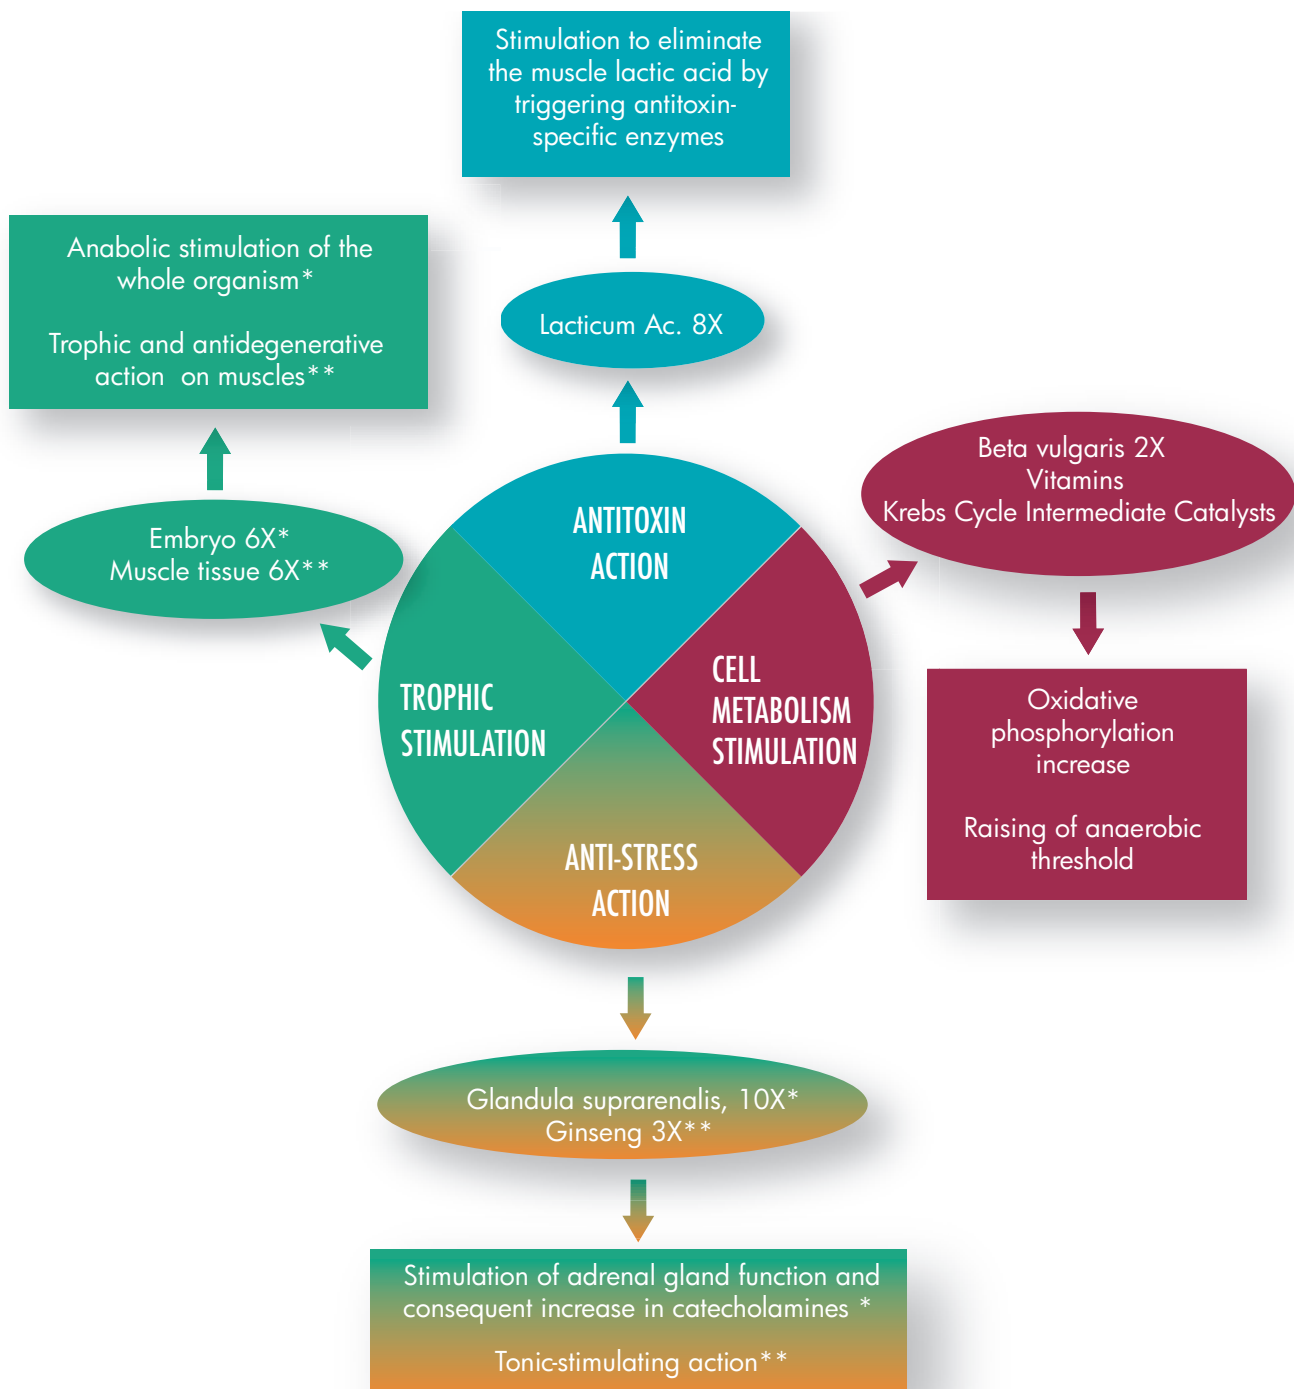 Stimulation to eliminate
the muscle lactic acid by
triggering antitoxin-
specific enzymes
Lacticum Ac. 8X
Anabolic stimulation of the
whole organism*
Trophic and antidegenerative
action on muscles**
Embryo 6X*
Muscle tissue 6X**
Beta vulgaris 2X
Vitamins
Krebs Cycle Intermediate Catalysts
Oxidative
phosphorylation
increase
Raising of anaerobic
threshold
ANTITOXIN
ACTION
TROPHIC
STIMULATION
CELL
METABOLISM
STIMULATION
ANTI-STRESS
ACTION
Glandula suprarenalis, 10X*
Ginseng 3X**
Stimulation of adrenal gland function and
consequent increase in catecholamines *
Tonic-stimulating action**